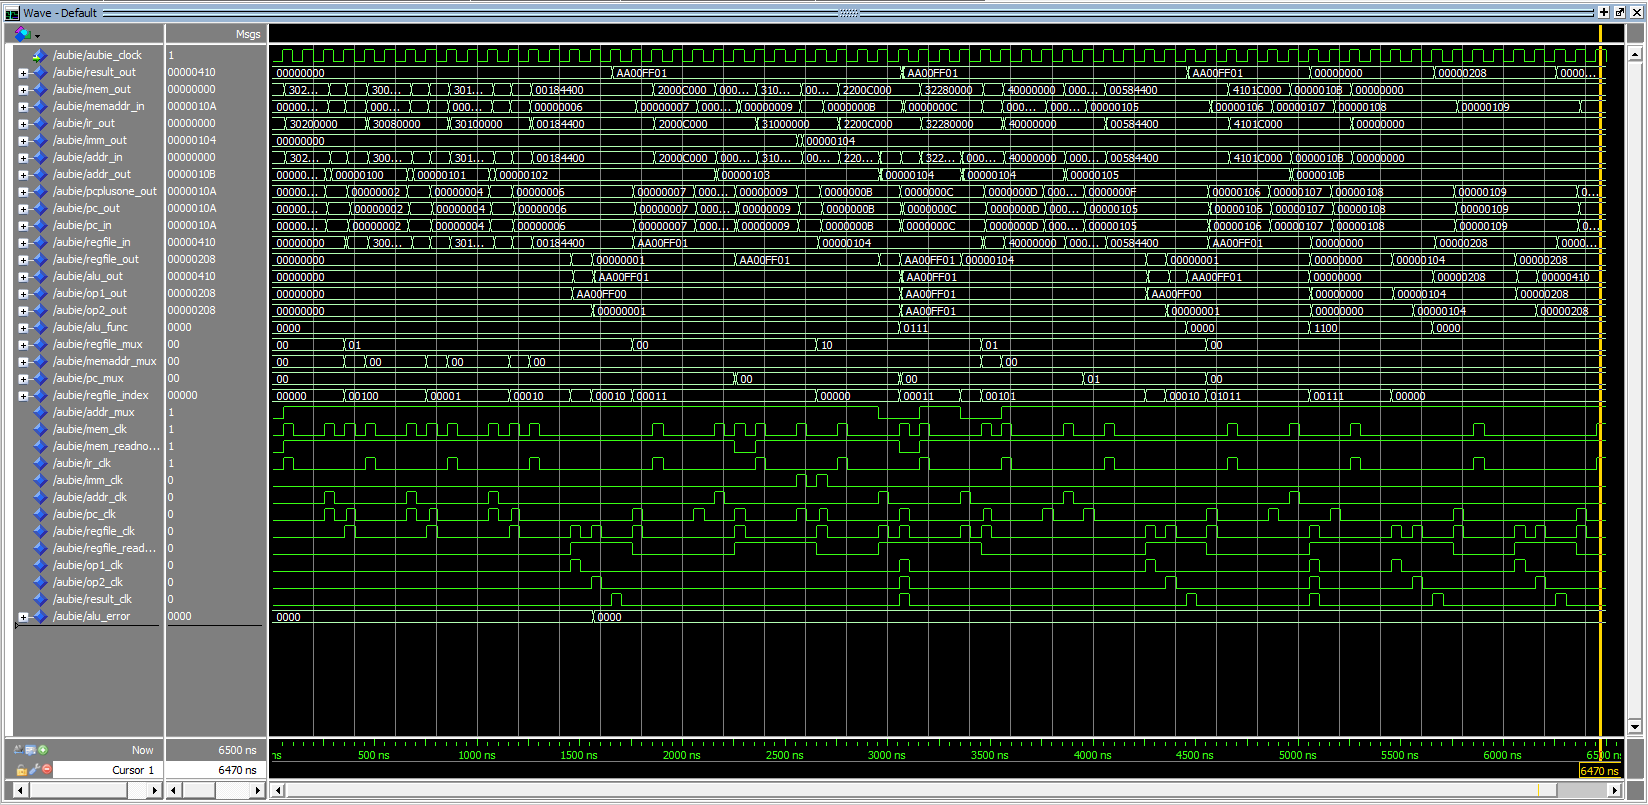 Wave - Default
Msgs
/aubie/aubie_clock 1
/aubie/result_out 00000410 00000000 AA00FF01 AA00FF01 AA00FF01 00000000 00000208 0000...
/aubie/mem_out 00000000 302... 300... 301... 00184400 2000C000 000... 310... 00... 2200C000 32280000 40000000 000... 00584400 4101C000 0000010B 00000000
/aubie/memaddr_in 0000010A 00000... 000... 000... 00000006 00000007 000... 00000009 0000000B 0000000C 000... 000... 00000105 00000106 00000107 00000108 00000109
/aubie/ir_out 00000000 30200000 30080000 30100000 00184400 2000C000 31000000 2200C000 32280000 40000000 00584400 4101C000 00000000
/aubie/imm_out 00000104 00000000 00000104
/aubie/addr_in 00000000 302... 300... 301... 00184400 2000C000 000... 310... 00... 220... 322... 40000000 000... 00584400 4101C000 0000010B 00000000
/aubie/addr_out 0000010B 00000... 00000100 00000101 00000102 00000103 00000104 00000104 00000105 0000010B
/aubie/pcplusone_out 0000010A 00000... 00000002 00000004 00000006 00000007 000... 00000009 0000000B 0000000C 0000000D 000... 0000000F 00000106 00000107 00000108 00000109 0...
/aubie/pc_out 0000010A 00000... 00000002 00000004 00000006 00000007 000... 00000009 0000000B 0000000C 0000000D 000... 00000105 00000106 00000107 00000108 00000109 0...
/aubie/pc_in 0000010A 00000... 00000002 00000004 00000006 00000007 000... 00000009 0000000B 0000000C 0000000D 000... 00000105 00000106 00000107 00000108 00000109 0...
/aubie/regfile_in 00000410 00000000 300... 301... 00184400 AA00FF01 00000104 40000000 000... 00584400 AA00FF01 00000000 00000208 0000...
/aubie/regfile_out 00000208 00000000 00000001 AA00FF01 AA00FF01 00000104 00000001 00000000 00000104 00000208
/aubie/alu_out 00000410 00000000 AA00FF01 AA00FF01 AA00FF01 00000000 00000208 00000410
/aubie/op1_out 00000208 00000000 AA00FF00 AA00FF01 AA00FF00 00000000 00000104 00000208
/aubie/op2_out 00000208 00000000 00000001 AA00FF01 00000001 00000000 00000104 00000208
/aubie/alu_func 0000 0000 0111 0000 1100 0000
/aubie/regfile_mux 00 00 01 00 10 01 00
/aubie/memaddr_mux 00 00 00 00 00 00
/aubie/pc_mux 00 00 00 00 01 00
/aubie/regfile_index 00000 00000 00100 00001 00010 00010 00011 00000 00011 00101 00010 01011 00111 00000
/aubie/addr_mux 1
/aubie/mem_clk 1
/aubie/mem_readno... 1
/aubie/ir_clk 1
/aubie/imm_clk 0
/aubie/addr_clk 0
/aubie/pc_clk 0
/aubie/regfile_clk 0
/aubie/regfile_read... 0
/aubie/op1_clk 0
/aubie/op2_clk 0
/aubie/result_clk 0
/aubie/alu_error 0000 0000 0000
Now 6500 ns ns 500 ns 1000 ns 1500 ns 2000 ns 2500 ns 3000 ns 3500 ns 4000 ns 4500 ns 5000 ns 5500 ns 6000 ns
Cursor 1 6470 ns 6470 ns